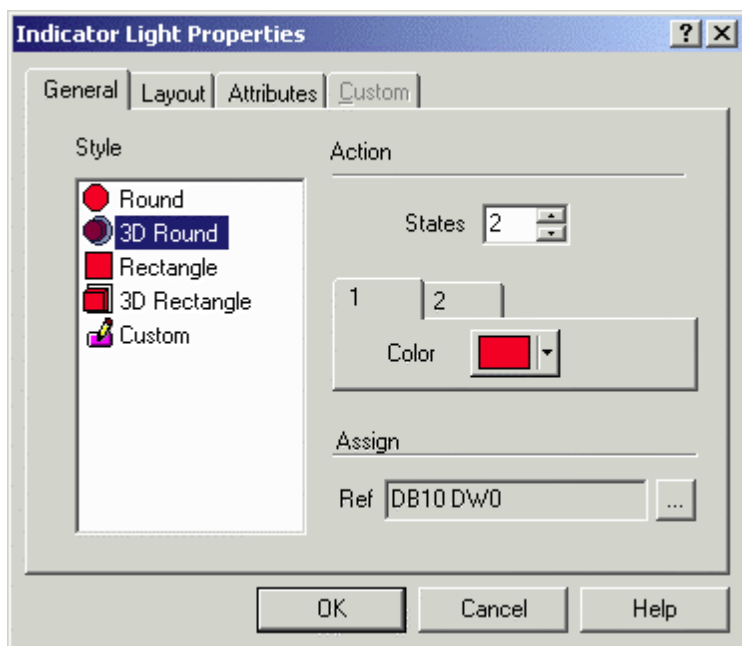 Indicator Light Properties
General Layout Attributes Custom
Style
Round
3D Round
Rectangle
3D Rectangle
Custom
Action
States 2
1 2
Color
Assign
Ref DB10 DW0 ...
OK Cancel Help